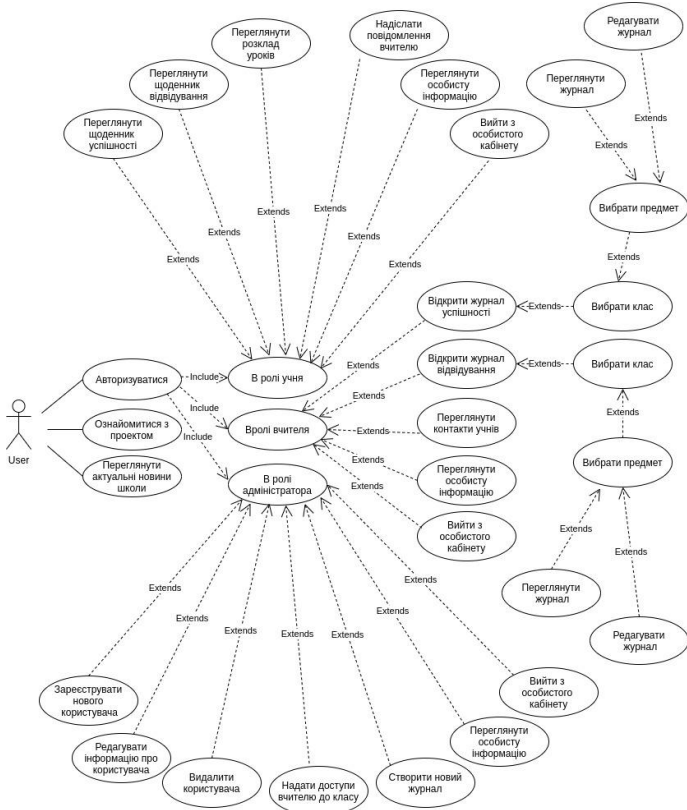 Переглянути
розклад
уроків
Надіслати
повідомлення
вчителю
Редагувати
журнал
Переглянути
щоденник
відвідування
Переглянути
особисту
інформацію
Переглянути
журнал
Переглянути
щоденник
успішності
Вийти з
особистого
кабінету
Extends
Extends
Вибрати предмет
Extends
Extends
Extends
Extends
Extends
Extends
Extends
Відкрити журнал
успішності
Extends
Вибрати клас
Extends
Відкрити журнал
відвідування
Extends
Вибрати клас
Авторизуватися
Include
В ролі учня
Extends
Include
Extends
User
Ознайомитися з
проектом
Include
Вролі вчителя
Extends
Переглянути
контакти учнів
Переглянути
актуальні новини
школи
В ролі
адміністратора
Extends
Extends
Переглянути
особисту
інформацію
Вибрати предмет
Вийти з
особистого
кабінету
Extends
Extends
Переглянути
журнал
Редагувати
журнал
Extends
Extends
Extends
Extends
Extends
Extends
Extends
Зареєструвати
нового
користувача
Вийти з
особистого
кабінету
Редагувати
інформацію про
користувача
Переглянути
особисту
інформацію
Видалити
користувача
Надати доступи
вчителю до класу
Створити новий
журнал